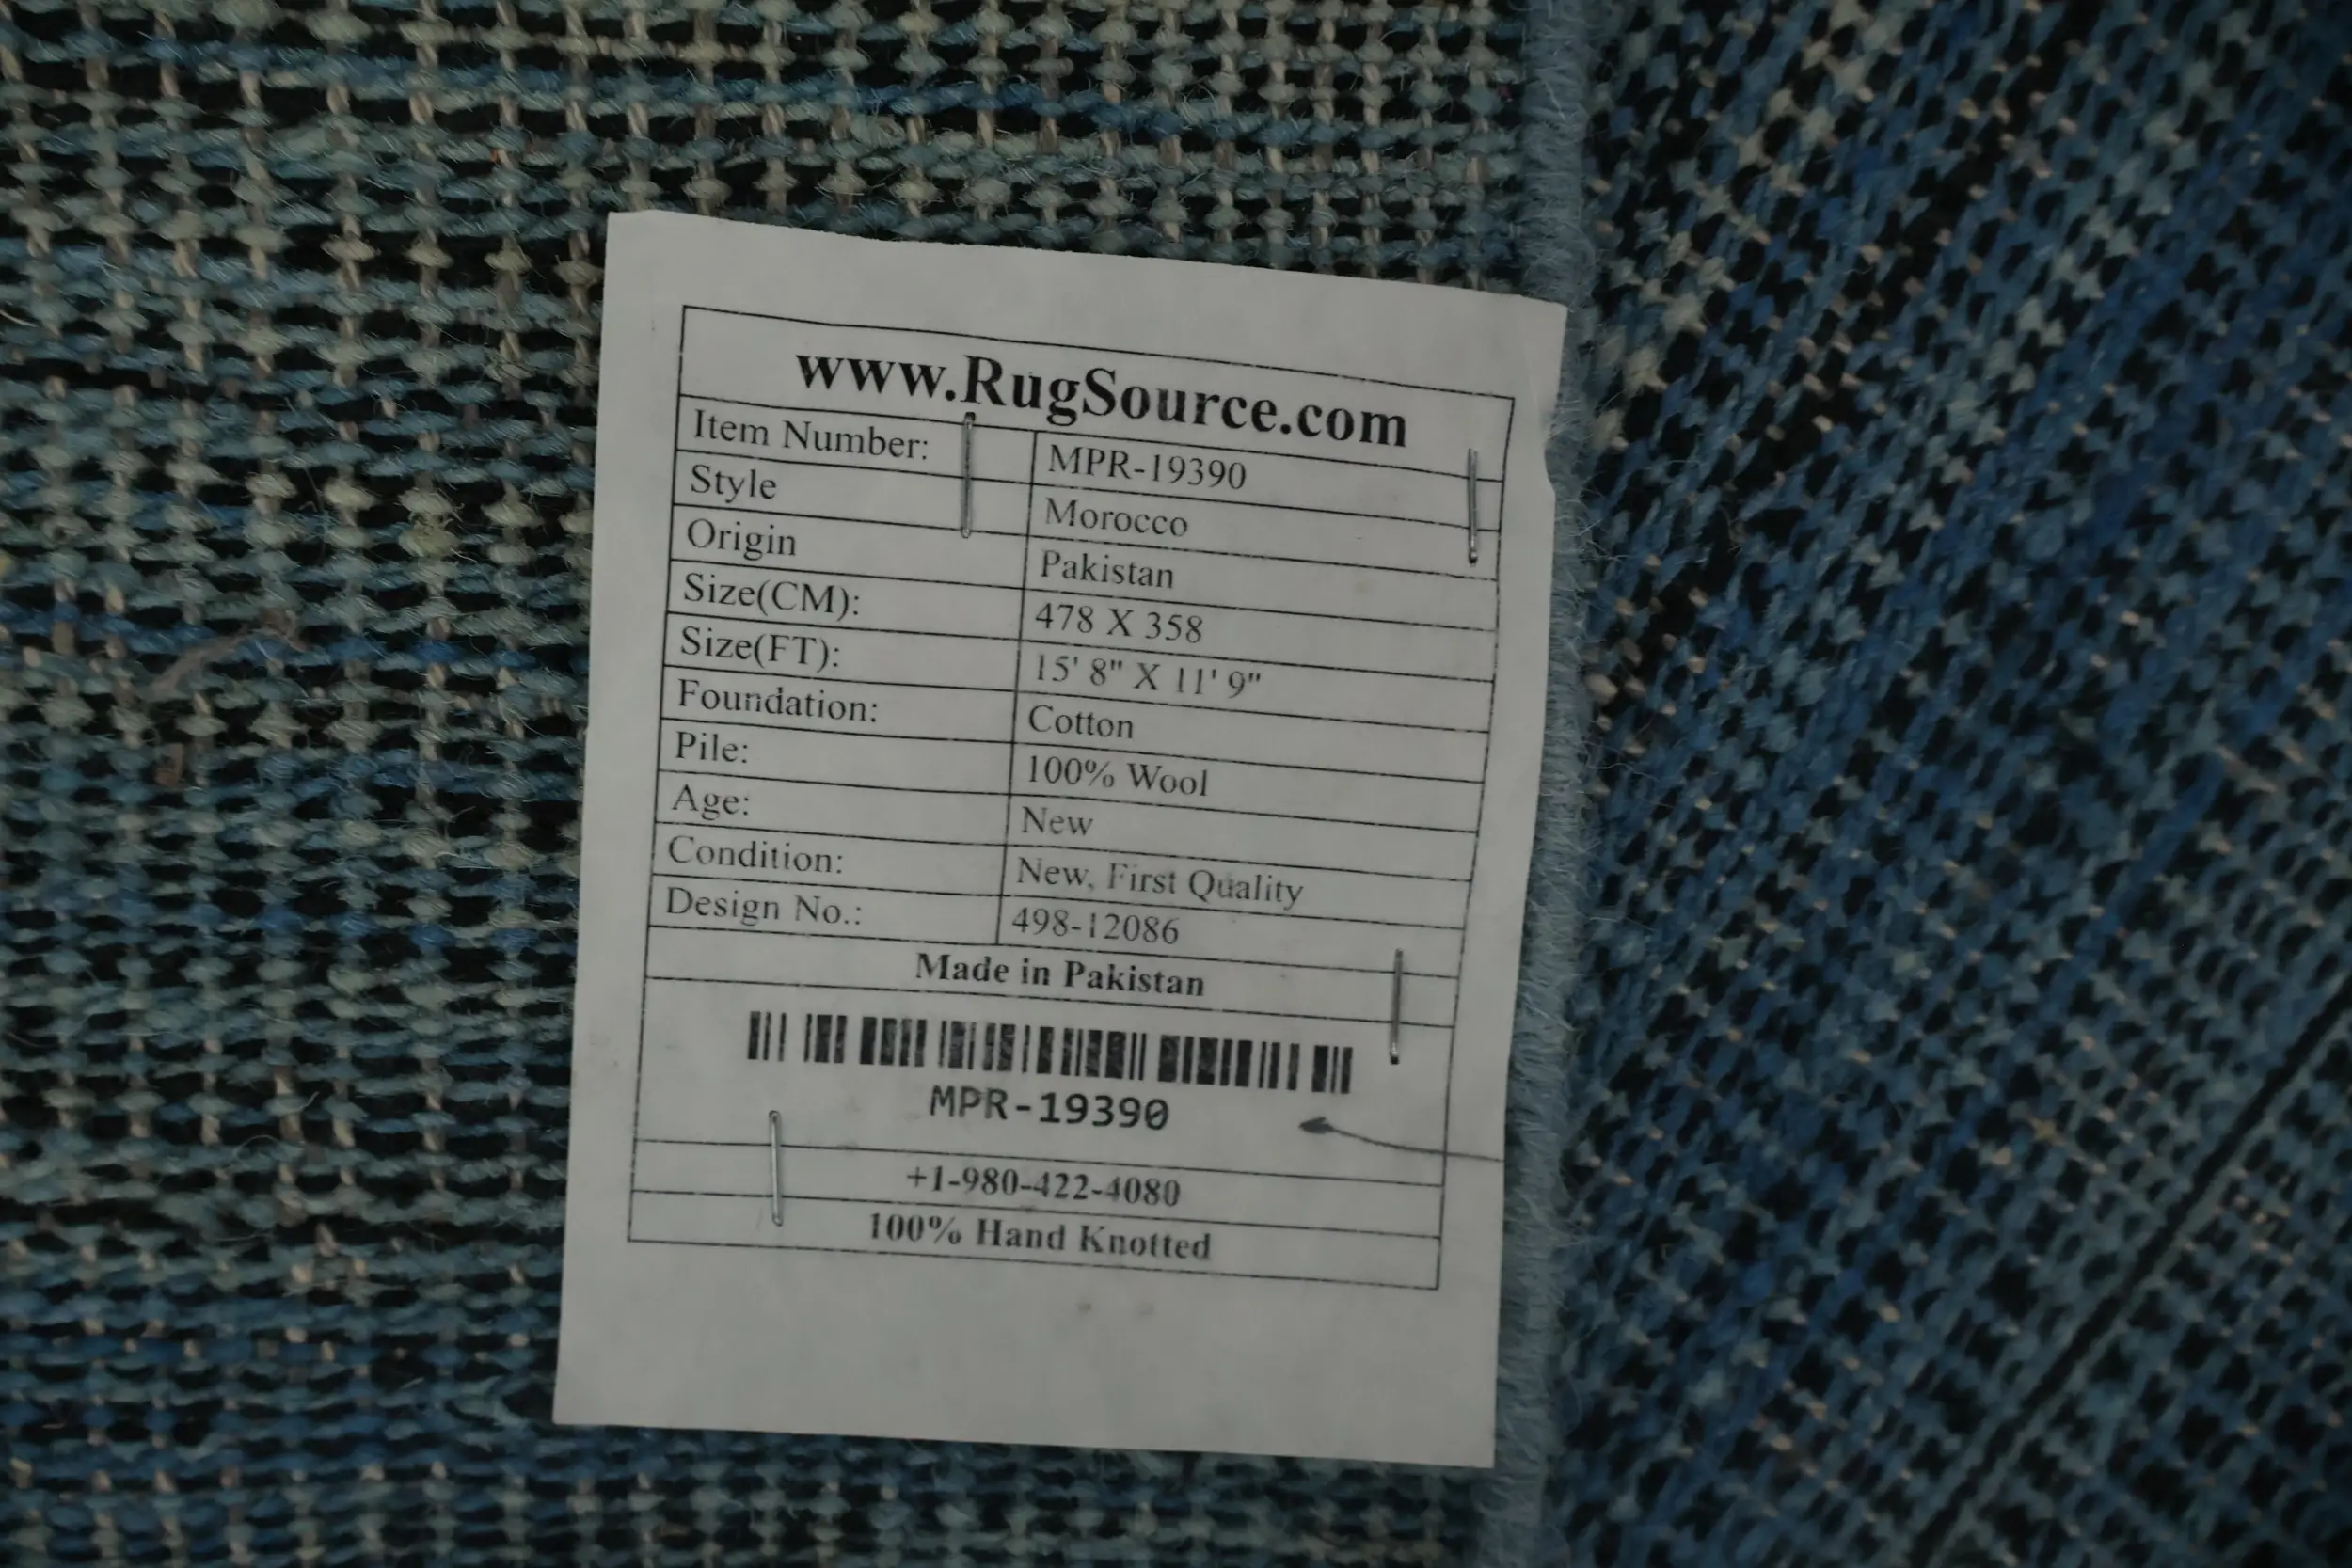 www.RugSource.com
Item Number: MPR-19390
Style Morocco
Origin Pakistan
Size(CM): 478 X 358
Size(FT): 15' 8" X 11' 9"
Foundation: Cotton
Pile: 100% Wool
Age: New
Condition: New, First Quality
Design No.: 498-12086
Made in Pakistan
MPR-19390
+1-980-422-4080
100% Hand Knotted